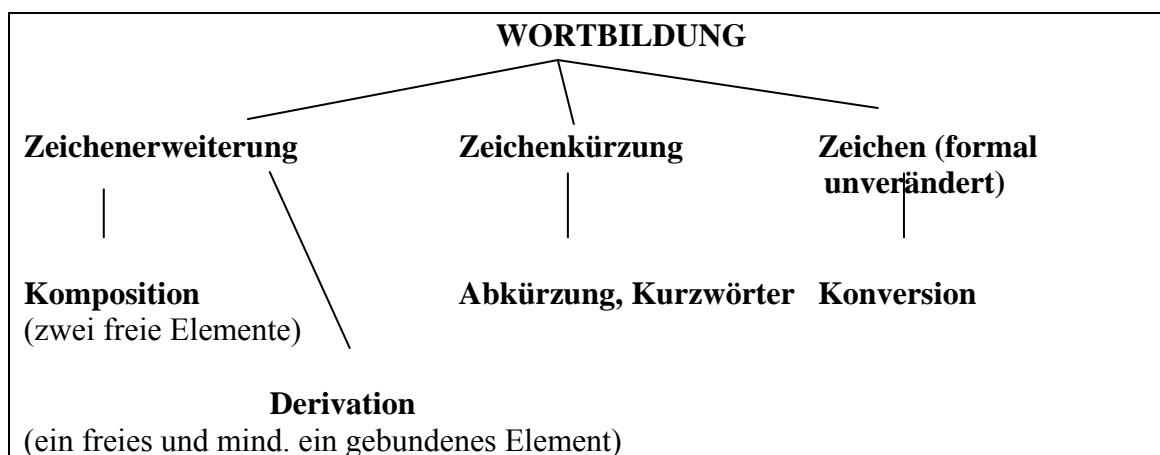 WORTBILDUNG
Zeichenerweiterung Zeichenkürzung Zeichen (formal
unverändert)
Komposition Abkürzung, Kurzwörter Konversion
(zwei freie Elemente)
Derivation
(ein freies und mind. ein gebundenes Element)